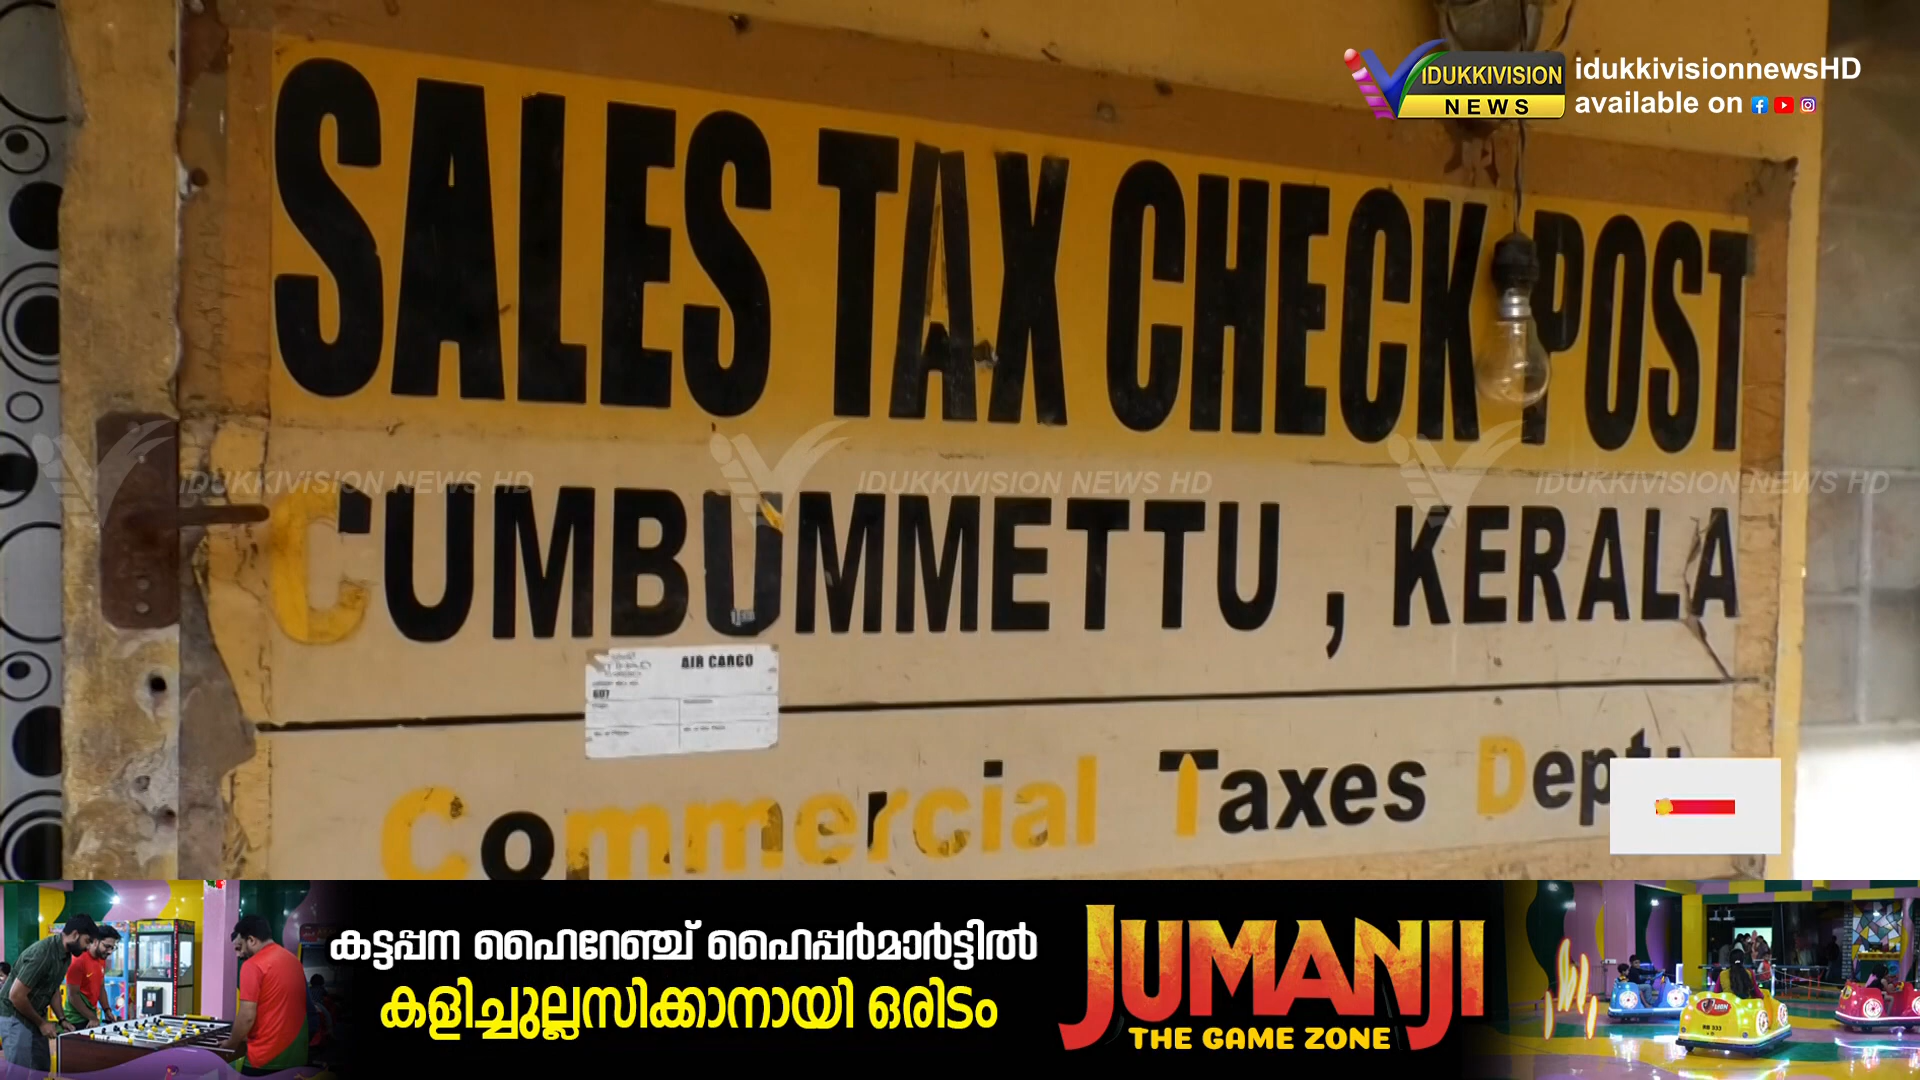 IDUKKIVISION
NEWS
idukkivisionnewsHD
available on
SALES TAX CHECK POST
IDUKKIVISION NEWS HD
IDUKKIVISION NEWS HD
IDUKKIVISION NEWS HD
CUMBUMMETTU , KERALA
AIR CARGO
607
Commercial Taxes Dept:
കട്ടപ്പന ഹൈറേഞ്ച് ഹൈപ്പർമാർട്ടിൽ
കളിച്ചുല്ലസിക്കാനായി ഒരിടം
JUMANJI
THE GAME ZONE